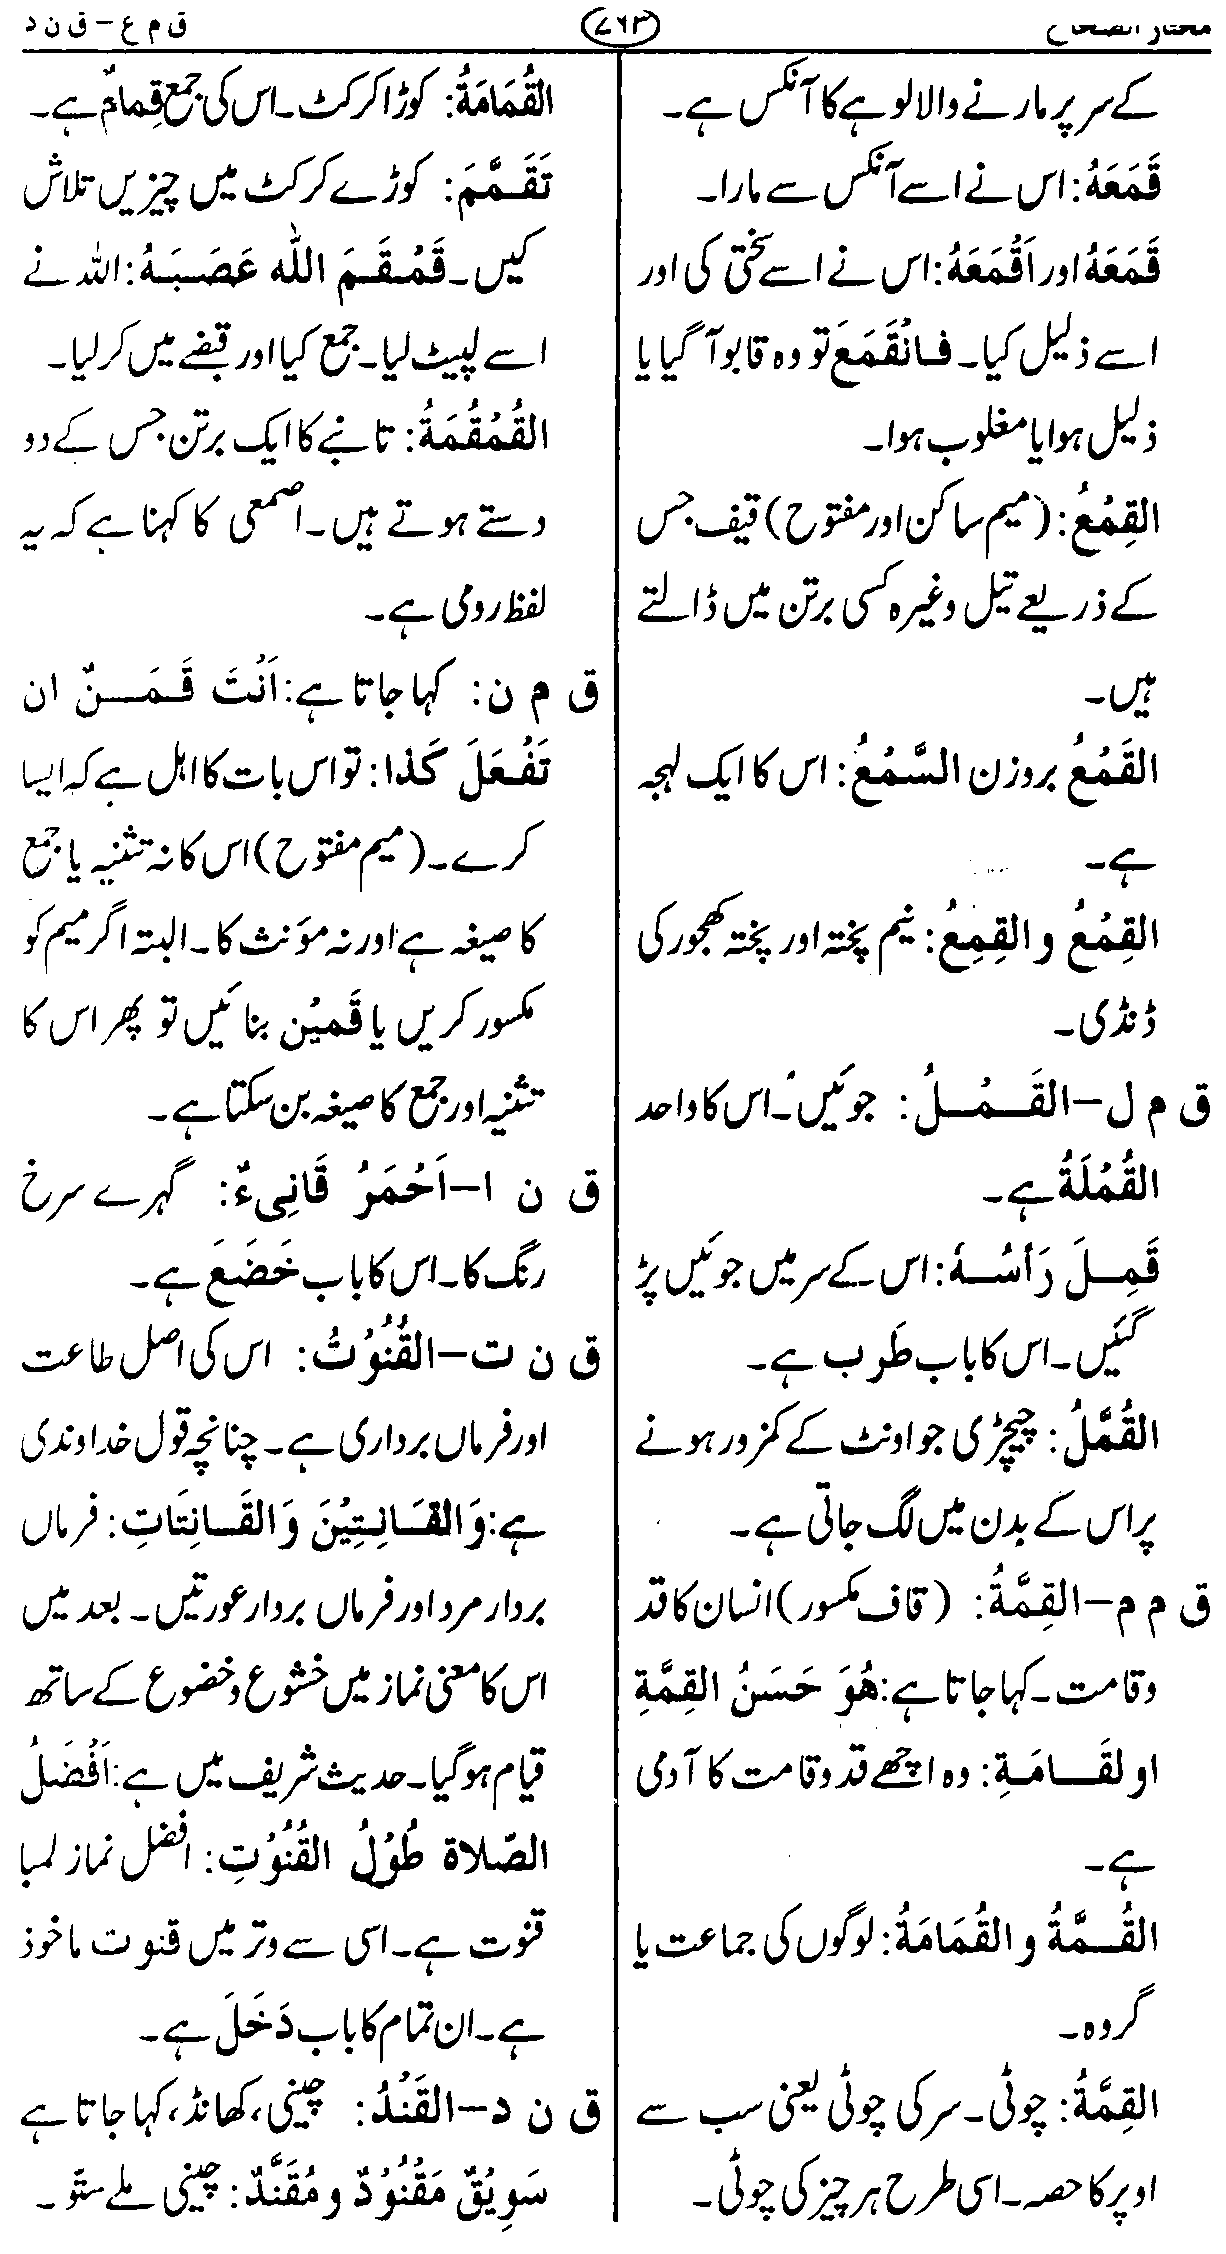 مختار الصحاح
۷۶۳
ق م ع – ق ن د
کے سر پر مارنے والا لوہے کا آنکس ہے۔
قَمَعَهُ: اس نے اسے آنکس سے مارا۔
قَمَعَهُ اور اَقْمَعَهُ: اس نے اسے سختی کی اور
اسے ذلیل کیا۔ فَانْقَمَعَ تو وہ قابو آ گیا یا
ذلیل ہوا یا مغلوب ہوا۔
القِمْعُ: (میم ساکن اور مفتوح) قیف جس
کے ذریعے تیل وغیرہ کسی برتن میں ڈالتے
ہیں۔
القَمْعُ بروزن السَّمْعُ: اس کا ایک لہجہ
ہے۔
القِمْعُ و القِمِعُ: نیم پختہ اور پختہ کھجور کی
ڈنڈی۔
ق م ل – القَمْلُ: جوئیں۔ اس کا واحد
القُمْلَةُ ہے۔
قَمِلَ رَأسُهٗ: اس کے سر میں جوئیں پڑ
گئیں۔ اس کا باب طَرِب ہے۔
القُمَّلُ: چیچڑی جو اونٹ کے کمزور ہونے
پر اس کے بدن میں لگ جاتی ہے۔
ق م م – القِمَّةُ: (قاف مکسور) انسان کا قد
و قامت۔ کہا جاتا ہے: هُوَ حَسَنُ القِمَّةِ
او لقَامَةِ: وہ اچھے قد و قامت کا آدمی
ہے۔
القُمَّةُ و القُمَامَةُ: لوگوں کی جماعت یا
گروہ۔
القِمَّةُ: چوٹی۔ سر کی چوٹی یعنی سب سے
اوپر کا حصہ۔ اسی طرح ہر چیز کی چوٹی۔
القُمَامَةُ: کوڑا کرکٹ۔ اس کی جمع قِمامٌ ہے۔
تَقَمَّمَ: کوڑے کرکٹ میں چیزیں تلاش
کیں۔ قَمْقَمَ اللّٰه عَصَبَهُ: اللہ نے
اسے لپیٹ لیا۔ جمع کیا اور قبضے میں کر لیا۔
القُمْقُمَةُ: تانبے کا ایک برتن جس کے دو
دستے ہوتے ہیں۔ اصمعی کا کہنا ہے کہ یہ
لفظ رومی ہے۔
ق م ن: کہا جاتا ہے: اَنْتَ قَمَنٌ ان
تَفْعَلَ كَذا: تو اس بات کا اہل ہے کہ ایسا
کرے۔ (میم مفتوح) اس کا نہ تثنیہ یا جمع
کا صیغہ ہے اور نہ مؤنث کا۔ البتہ اگر میم کو
مکسور کریں یا قَمِيْن بنائیں تو پھر اس کا
تثنیہ اور جمع کا صیغہ بن سکتا ہے۔
ق ن ا – اَحْمَرُ قَانِیءٌ: گہرے سرخ
رنگ کا۔ اس کا باب خَضَعَ ہے۔
ق ن ت – القُنُوْتُ: اس کی اصل طاعت
اور فرماں برداری ہے۔ چنانچہ قول خداوندی
ہے: وَالقَانِتِيْنَ وَالقَانِتَاتِ: فرماں
بردار مرد اور فرماں بردار عورتیں۔ بعد میں
اس کا معنی نماز میں خشوع و خضوع کے ساتھ
قیام ہو گیا۔ حدیث شریف میں ہے: اَفْضَلُ
الصّلاة طُوْلُ القُنُوْتِ: افضل نماز لمبا
قنوت ہے۔ اسی سے وتر میں قنوت ماخوذ
ہے۔ ان تمام کا باب دَخَلَ ہے۔
ق ن د – القَنْدُ: چینی، کھانڈ، کہا جاتا ہے
سَوِيْقٌ مَقْنُوْدٌ و مُقَنَّدٌ: چینی ملے ستّو۔